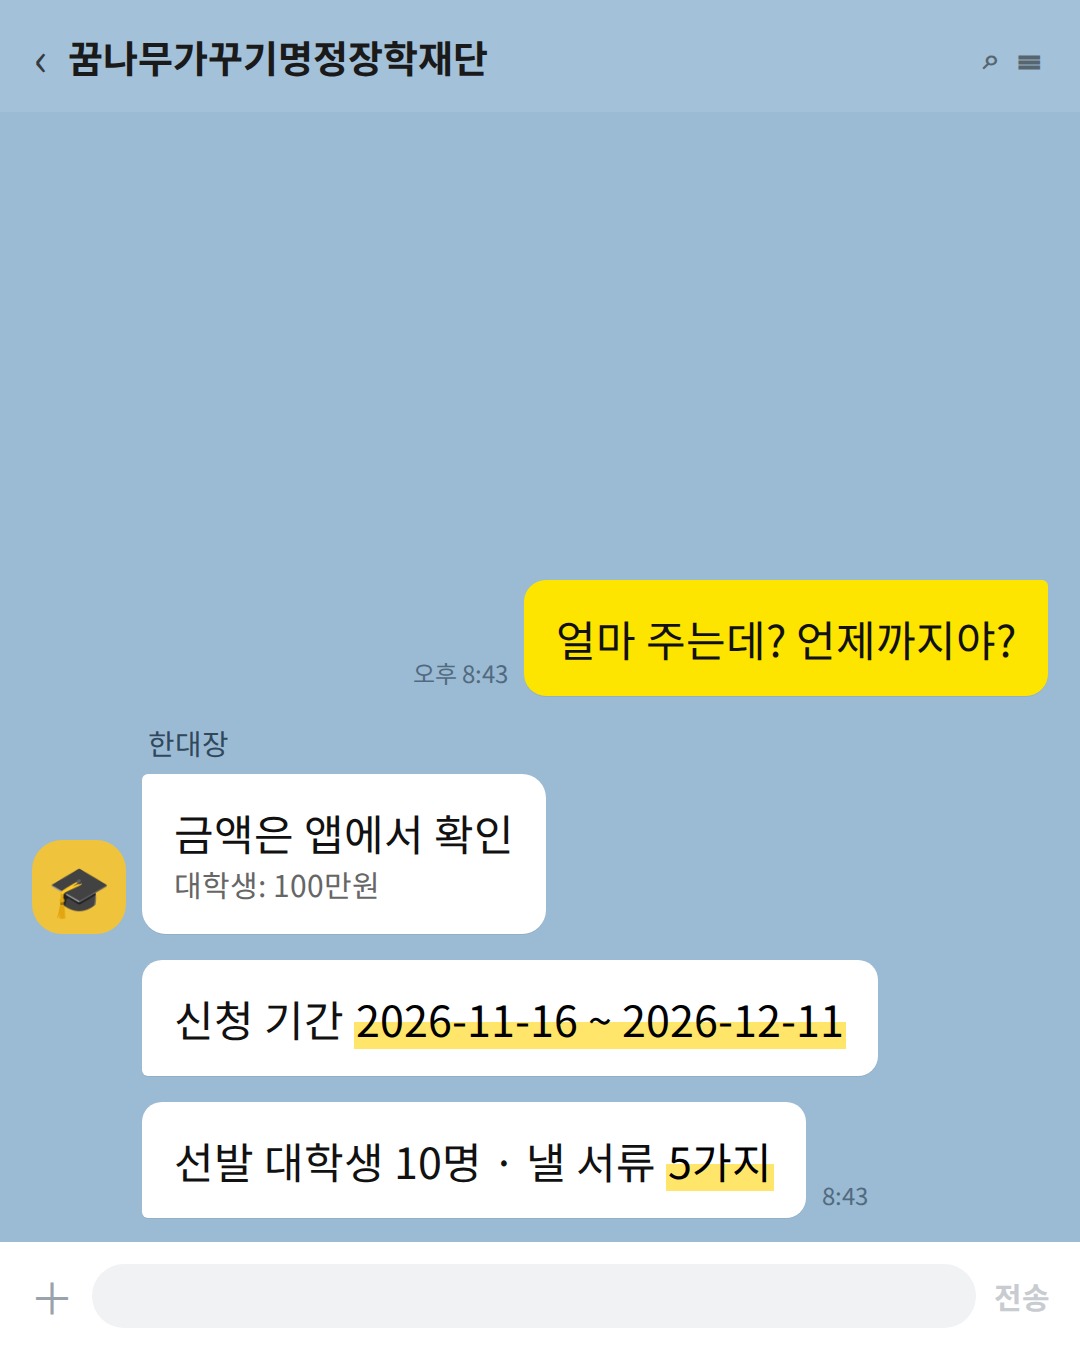 꿈나무가꾸기명정장학재단
얼마 주는데? 언제까지야?
오후 8:43
한대장
금액은 앱에서 확인
대학생: 100만원
신청 기간 2026-11-16 ~ 2026-12-11
선발 대학생 10명 · 낼 서류 5가지
8:43
전송